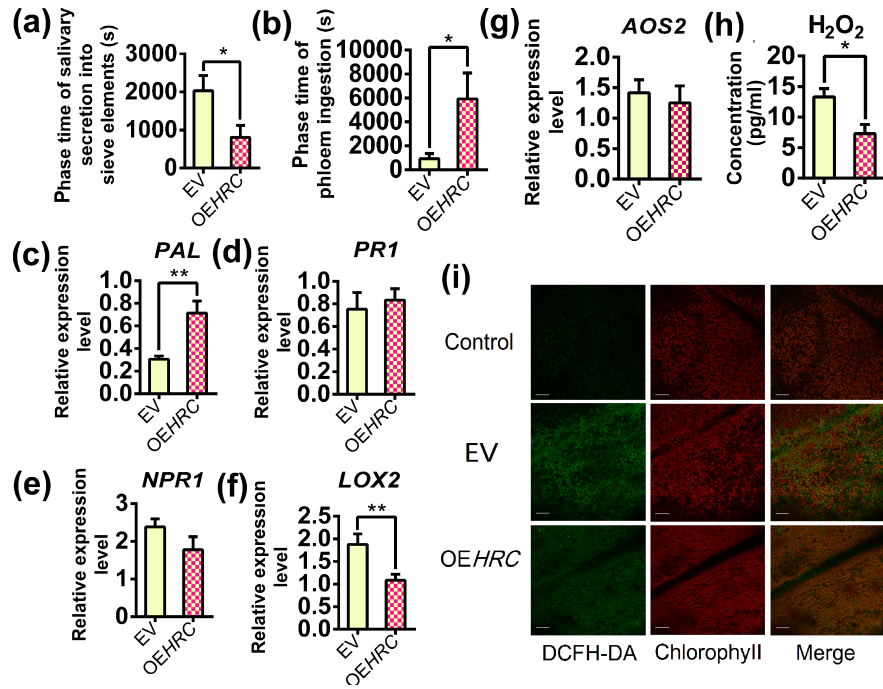 (a)
Phase time of salivary
secretion into
sieve elements (s)
3000
2000
1000
0
*
EV
OEHRC
(b)
Phase time of
phloem ingestion (s)
10000
8000
6000
4000
2000
0
*
EV
OEHRC
(g)
AOS2
Relative expression
level
2.0
1.5
1.0
0.5
0.0
EV
OEHRC
(h)
H₂O₂
Concentration
(pg/ml)
20
15
10
5
0
*
EV
OEHRC
(c)
PAL
Relative expression
level
1.0
0.8
0.6
0.4
0.2
0.0
**
EV
OEHRC
(d)
PR1
Relative expression
level
1.0
0.8
0.6
0.4
0.2
0.0
EV
OEHRC
(e)
NPR1
Relative expression
level
3
2
1
0
EV
OEHRC
(f)
LOX2
Relative expression
level
2.5
2.0
1.5
1.0
0.5
0.0
**
EV
OEHRC
(i)
Control
EV
OEHRC
DCFH-DA
Chlorophyll
Merge